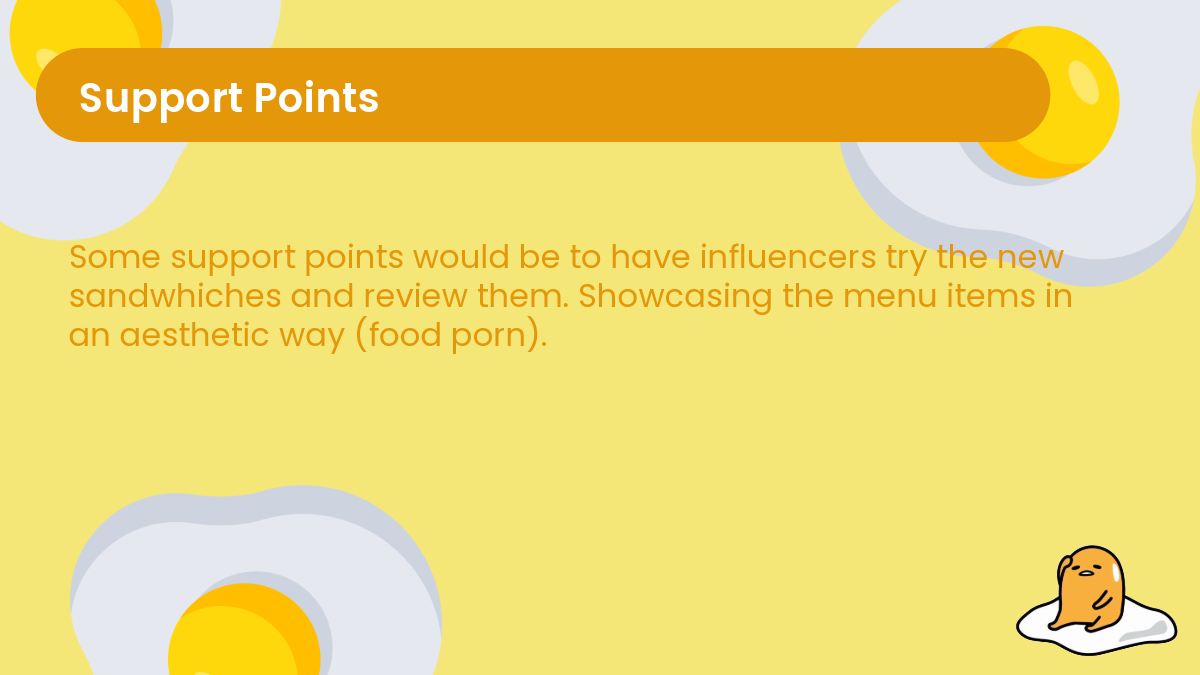 Support Points
Some support points would be to have influencers try the new
sandwhiches and review them. Showcasing the menu items in
an aesthetic way (food porn).